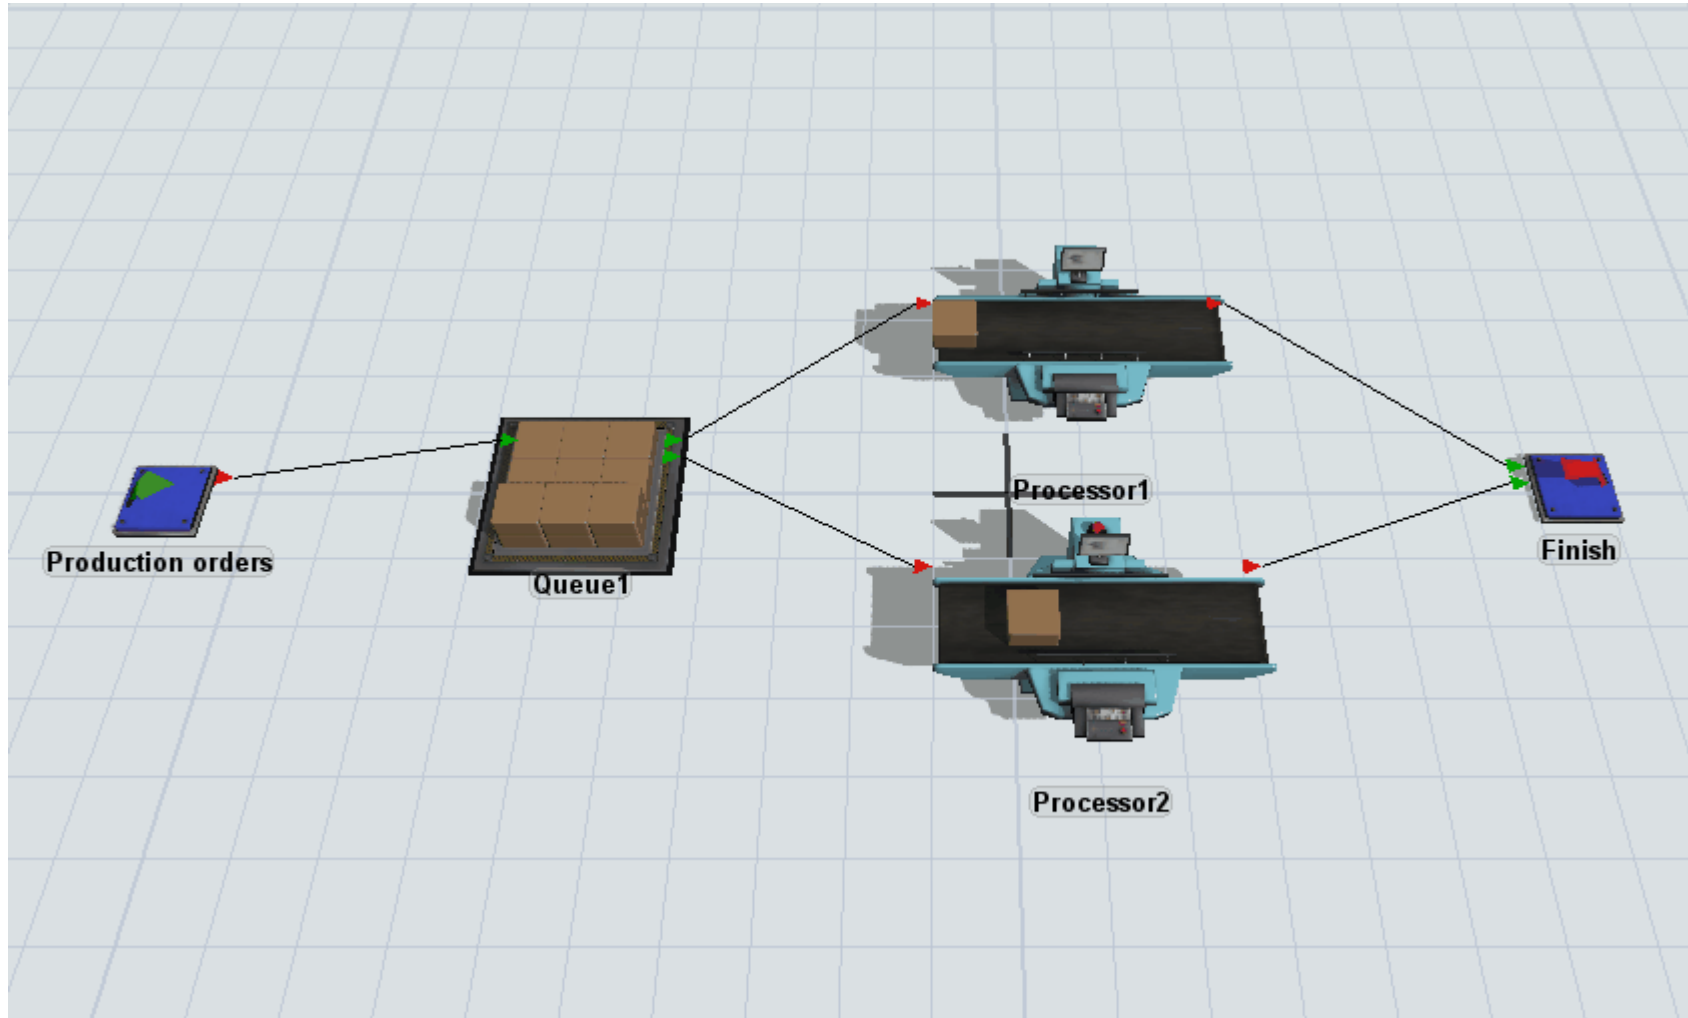 Production orders
Queue1
Processor1
Processor2
Finish